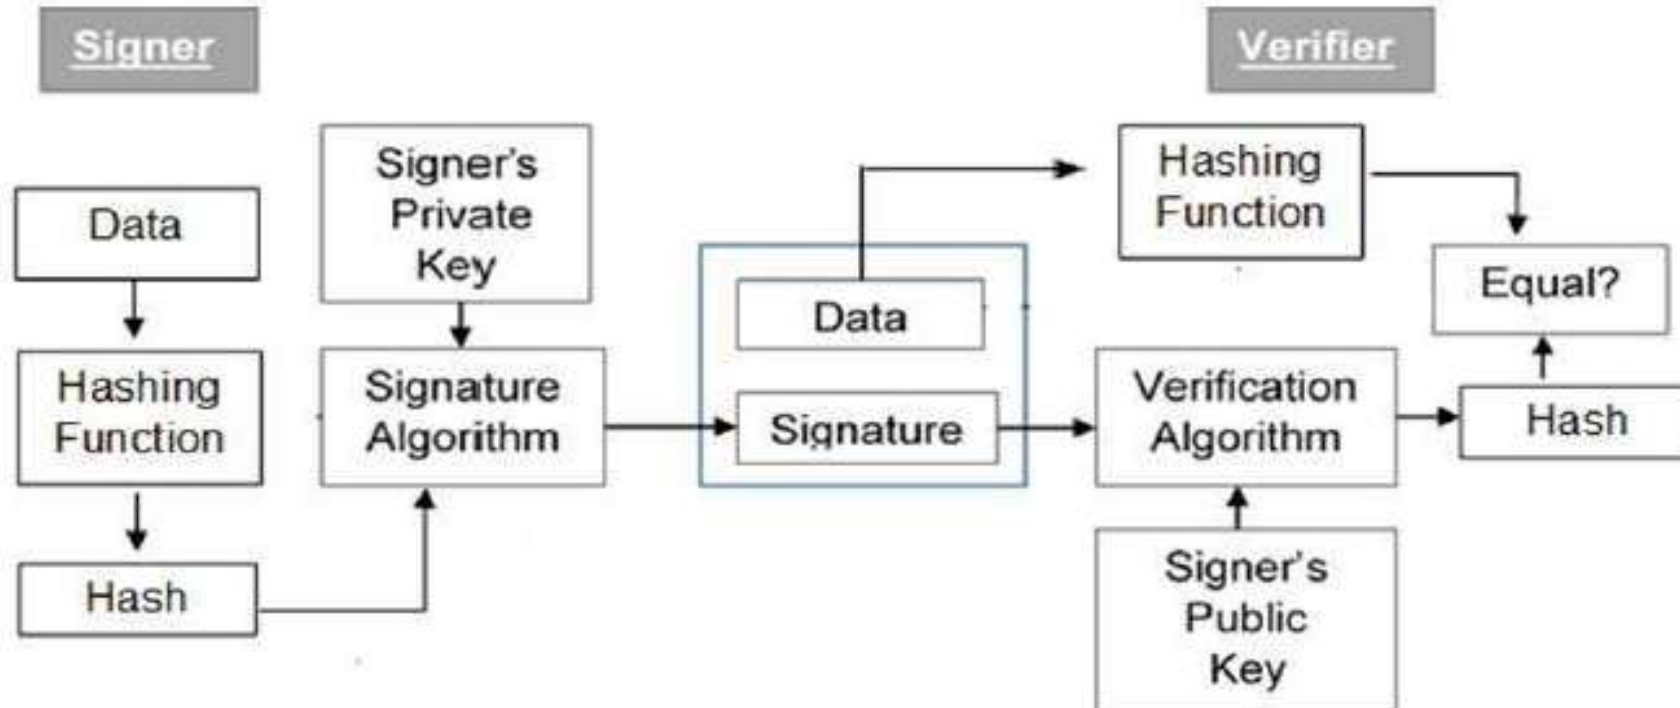 Signer
Verifier
Data
Hashing
Function
Hash
Signer's
Private
Key
Signature
Algorithm
Data
Signature
Hashing
Function
Equal?
Verification
Algorithm
Hash
Signer's
Public
Key